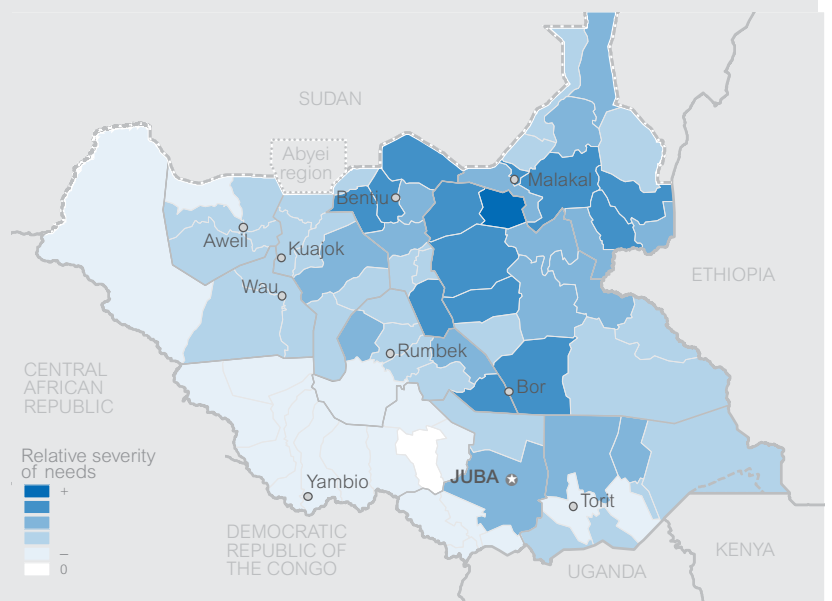 SUDAN
Abyei
region
Bentiu
Malakal
Aweil
Kuajok
Wau
ETHIOPIA
Rumbek
CENTRAL
AFRICAN
REPUBLIC
Bor
Relative severity
of needs
+
–
0
JUBA
Yambio
Torit
DEMOCRATIC
REPUBLIC OF
THE CONGO
UGANDA
KENYA